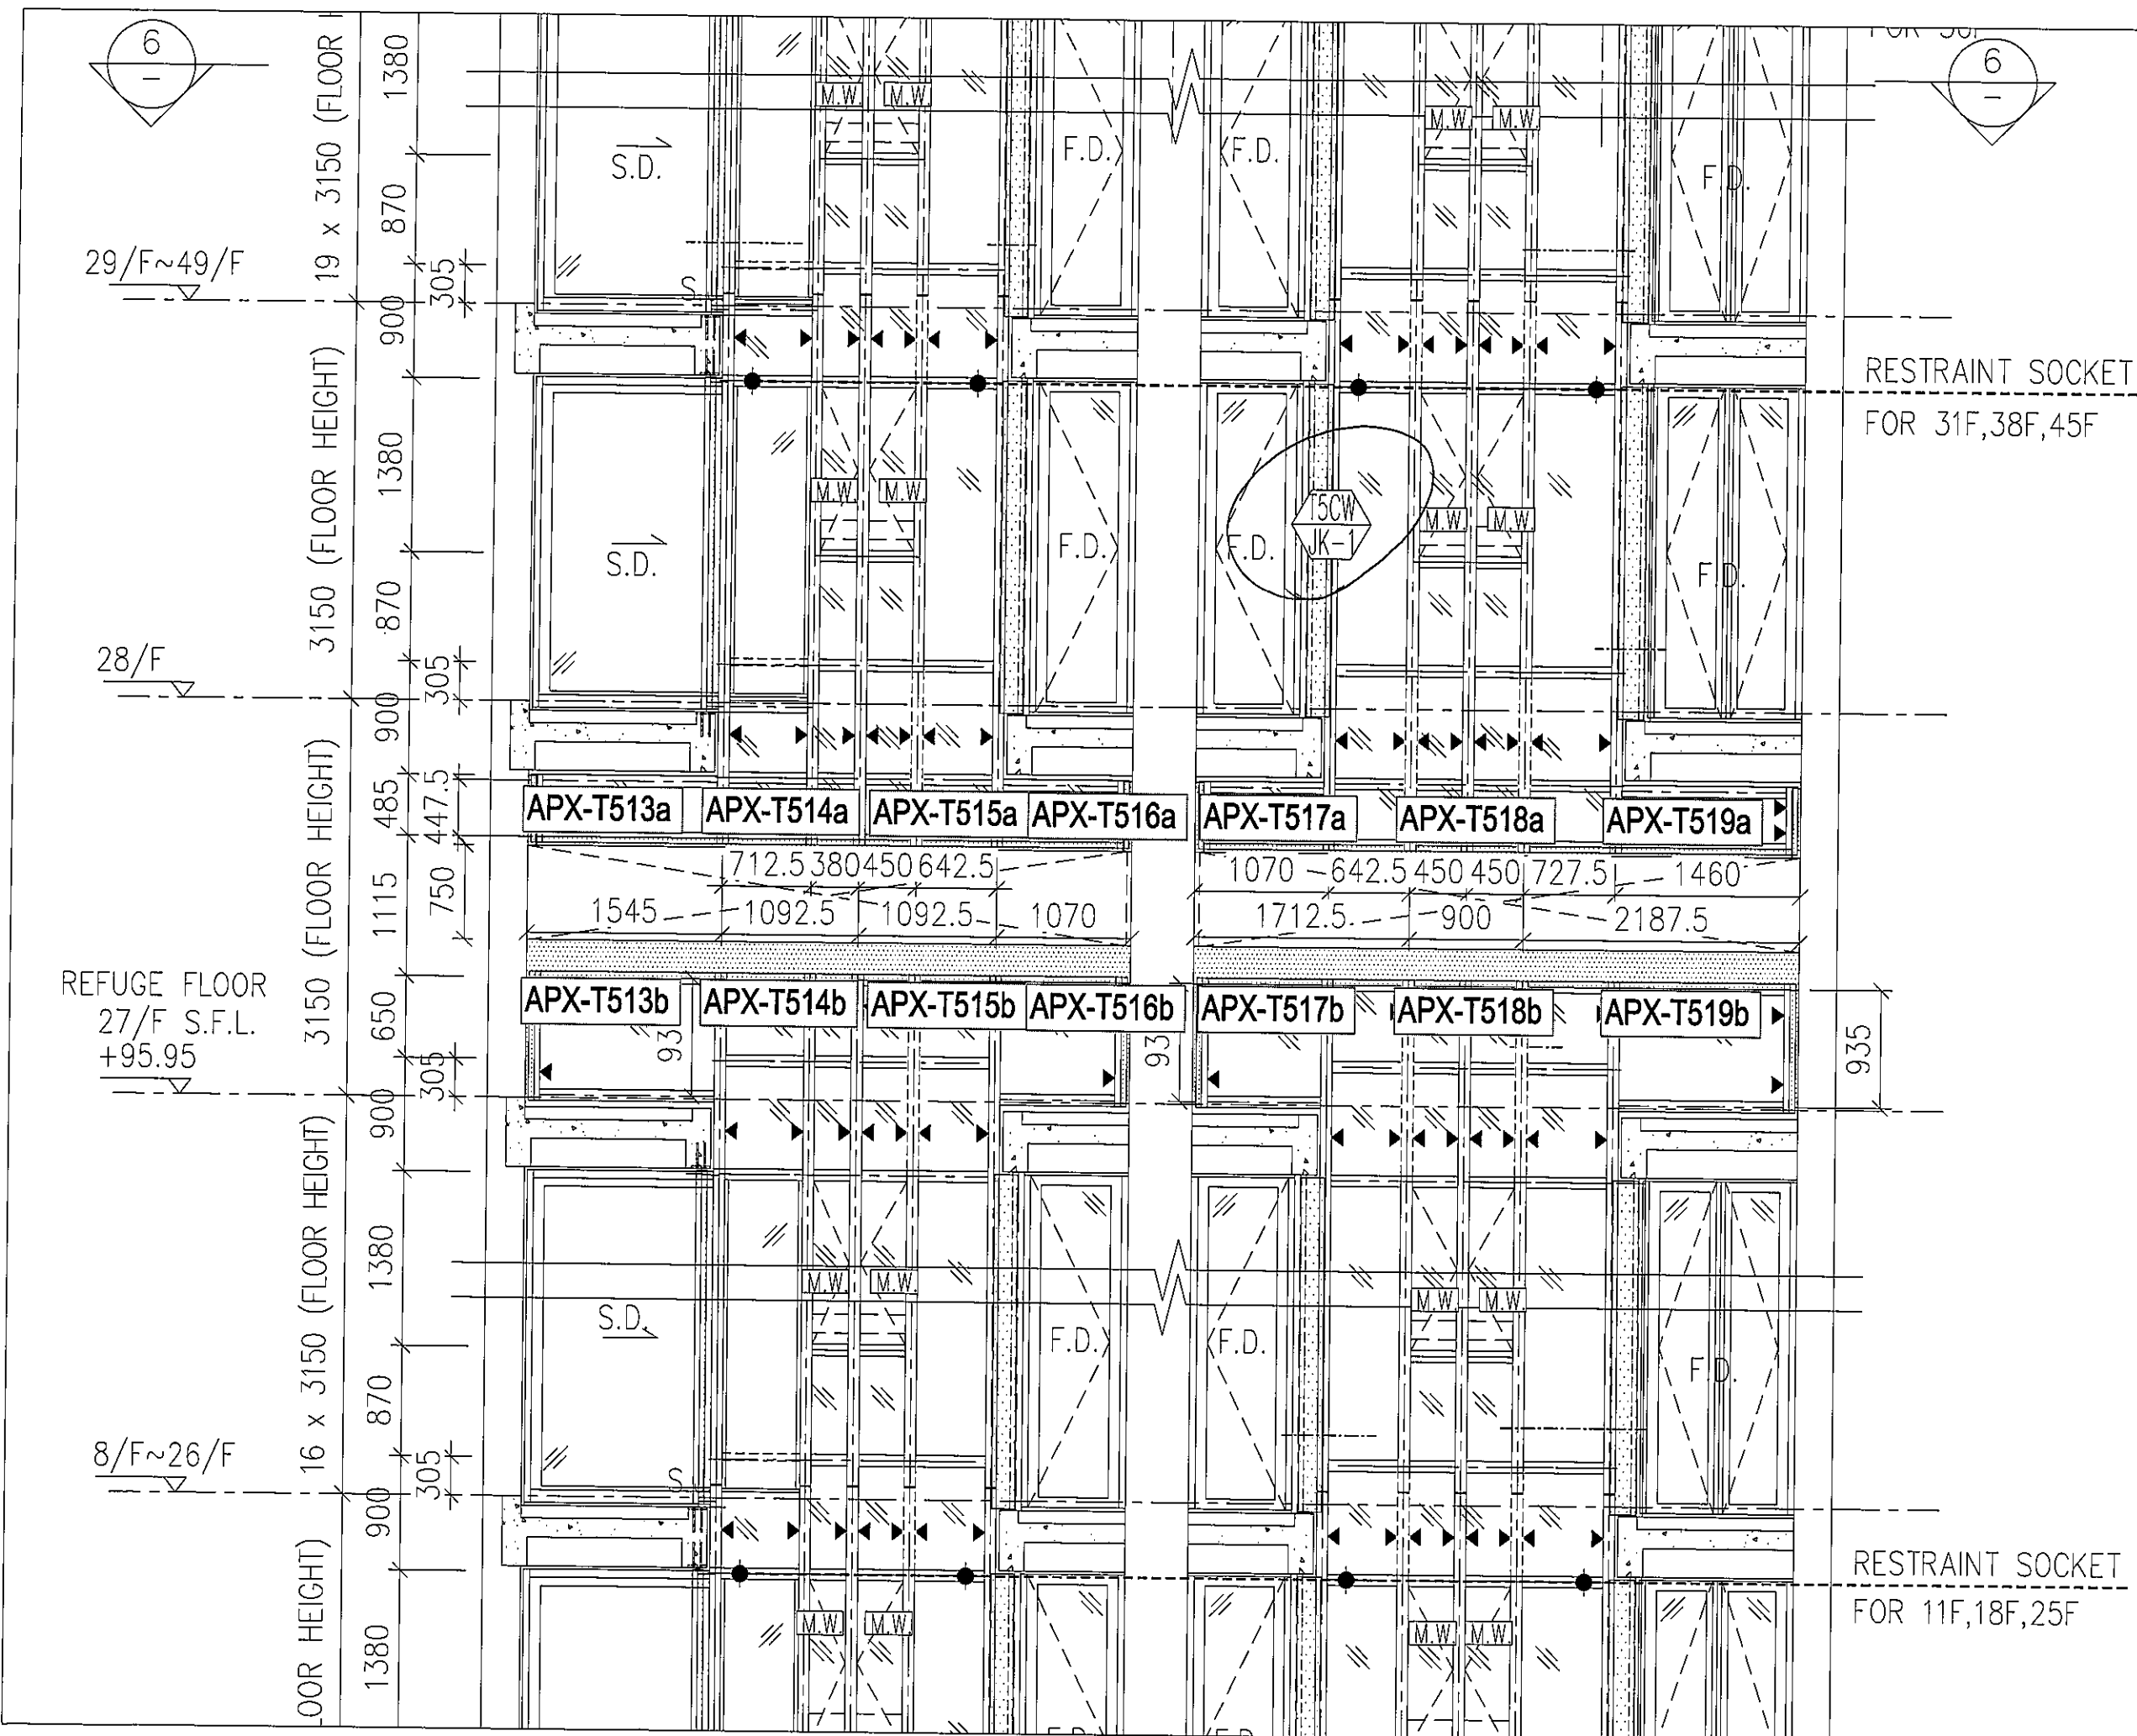 6
-
19 x 3150 (FLOOR
1380
M.W.
M.W.
S.D.
F.D.
F.D.
M.W.
M.W.
F.D.
6
-
870
29/F~49/F
305
S
900
RESTRAINT SOCKET
FOR 31F,38F,45F
3150 (FLOOR HEIGHT)
1380
M.W.
M.W.
S.D.
F.D.
F.D.
T5CW
JK-1
M.W.
M.W.
F.D.
870
28/F
305
900
3150 (FLOOR HEIGHT)
485
447.5
APX-T513a
APX-T514a
APX-T515a
APX-T516a
APX-T517a
APX-T518a
APX-T519a
1115
750
712.5
380
450
642.5
1070
642.5
450
450
727.5
1460
1545
1092.5
1092.5
1070
1712.5
900
2187.5
REFUGE FLOOR
27/F S.F.L.
+95.95
650
305
APX-T513b
APX-T514b
APX-T515b
APX-T516b
APX-T517b
APX-T518b
APX-T519b
93
93
935
900
16 x 3150 (FLOOR HEIGHT)
1380
M.W.
M.W.
S.D.
F.D.
F.D.
M.W.
M.W.
F.D.
870
8/F~26/F
305
S
900
RESTRAINT SOCKET
FOR 11F,18F,25F
LOOR HEIGHT)
1380
M.W.
M.W.
M.W.
M.W.